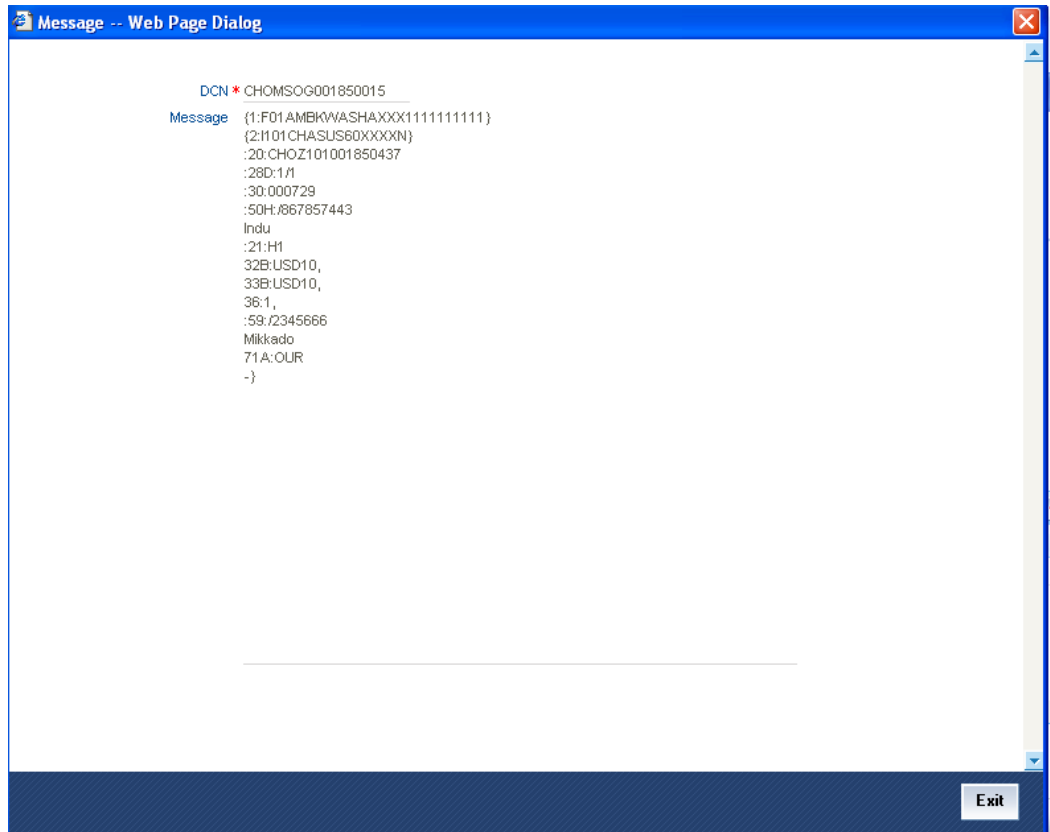 Message -- Web Page Dialog
DCN * CHOMSOG001850015
Message {1:F01AMBKWASHAXXX1111111111}
{2:I101CHASUS60XXXXN}
:20:CHOZ101001850437
:28D:1/1
:30:000729
:50H:/867857443
Indu
:21:H1
32B:USD10,
33B:USD10,
36:1,
:59:/2345666
Mikkado
71A:OUR
-}
Exit